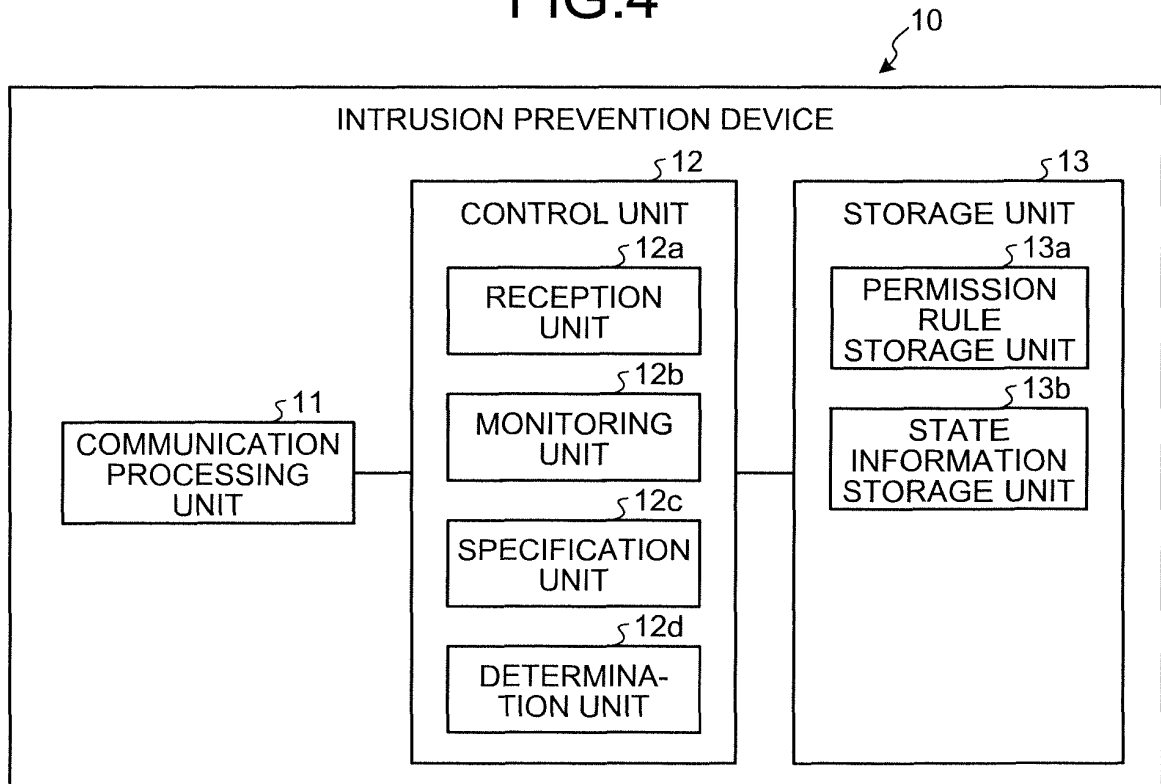 FIG.4
10
INTRUSION PREVENTION DEVICE
12
CONTROL UNIT
12a
RECEPTION
UNIT
12b
MONITORING
UNIT
12c
SPECIFICATION
UNIT
12d
DETERMINA-
TION UNIT
11
COMMUNICATION
PROCESSING
UNIT
13
STORAGE UNIT
13a
PERMISSION
RULE
STORAGE UNIT
13b
STATE
INFORMATION
STORAGE UNIT